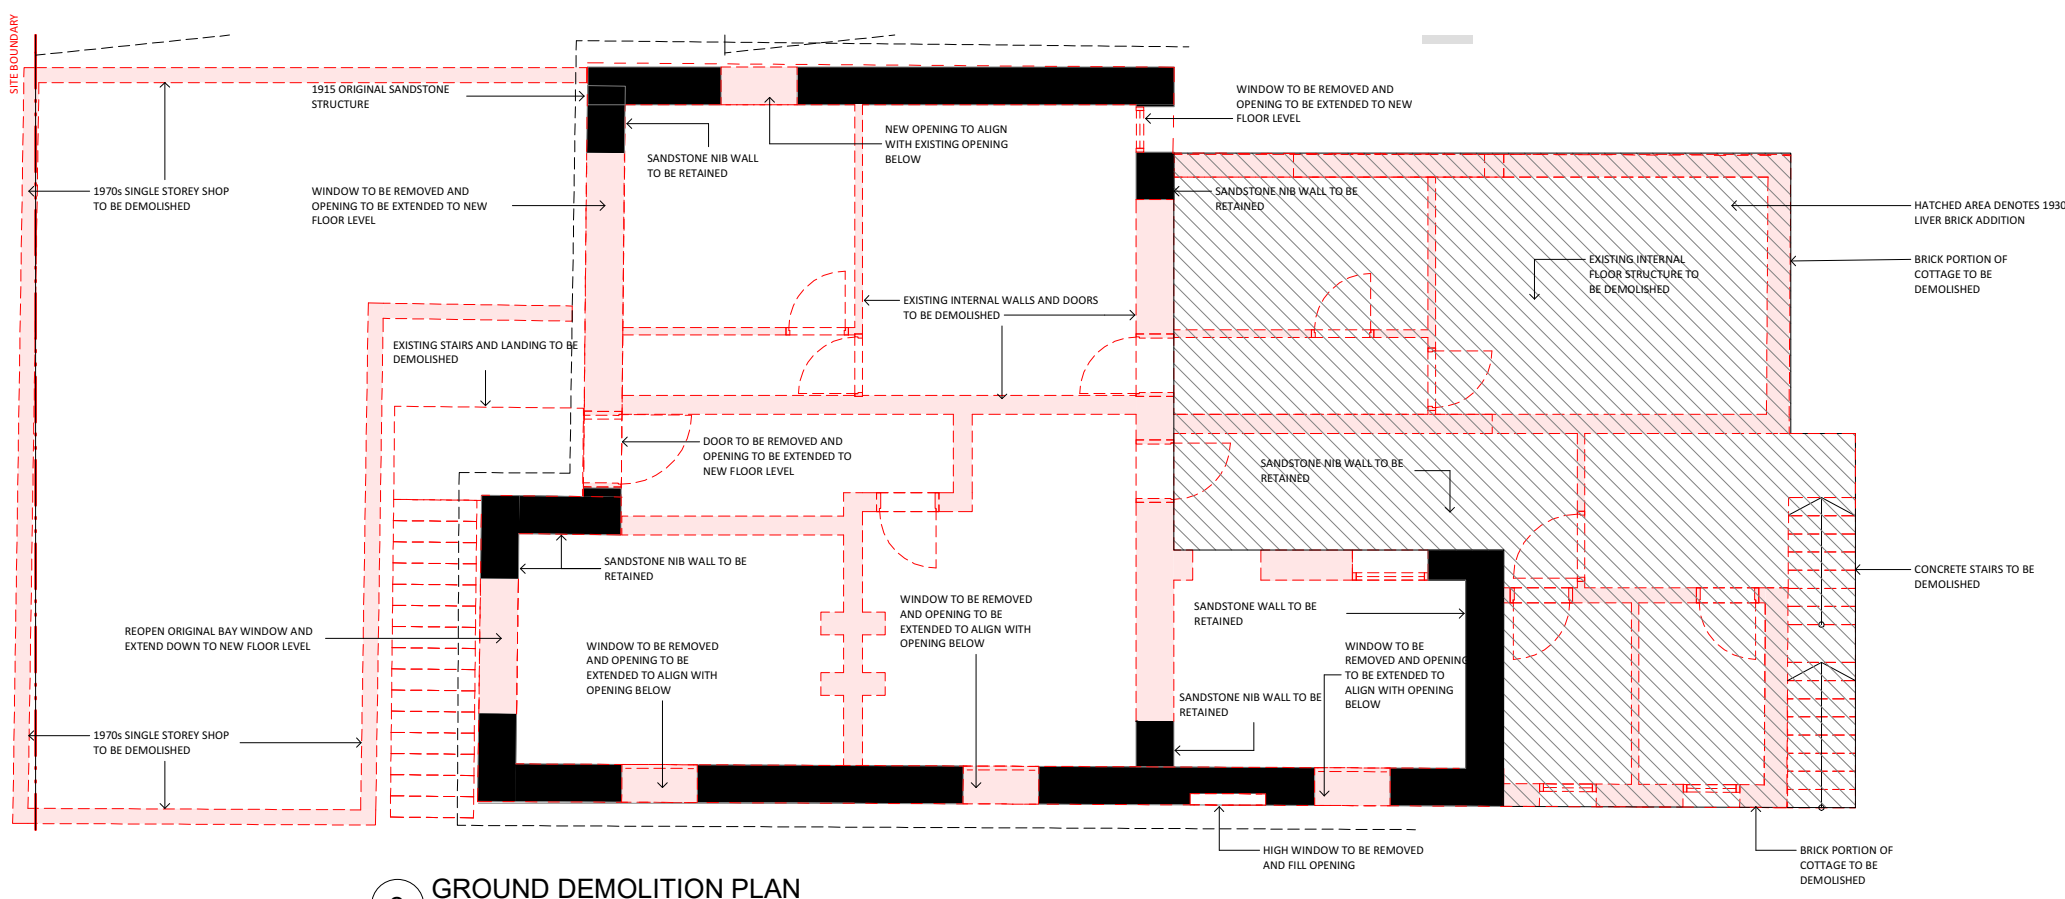 SITE BOUNDARY
1915 ORIGINAL SANDSTONE
STRUCTURE
WINDOW TO BE REMOVED AND
OPENING TO BE EXTENDED TO NEW
FLOOR LEVEL
NEW OPENING TO ALIGN
WITH EXISTING OPENING
BELOW
SANDSTONE NIB WALL
TO BE RETAINED
1970s SINGLE STOREY SHOP
TO BE DEMOLISHED
WINDOW TO BE REMOVED AND
OPENING TO BE EXTENDED TO NEW
FLOOR LEVEL
SANDSTONE NIB WALL TO BE
RETAINED
HATCHED AREA DENOTES 1930
LIVER BRICK ADDITION
EXISTING INTERNAL
FLOOR STRUCTURE TO
BE DEMOLISHED
BRICK PORTION OF
COTTAGE TO BE
DEMOLISHED
EXISTING INTERNAL WALLS AND DOORS
TO BE DEMOLISHED
EXISTING STAIRS AND LANDING TO BE
DEMOLISHED
DOOR TO BE REMOVED AND
OPENING TO BE EXTENDED TO
NEW FLOOR LEVEL
SANDSTONE NIB WALL TO BE
RETAINED
SANDSTONE NIB WALL TO BE
RETAINED
CONCRETE STAIRS TO BE
DEMOLISHED
WINDOW TO BE REMOVED
AND OPENING TO BE
EXTENDED TO ALIGN WITH
OPENING BELOW
SANDSTONE WALL TO BE
RETAINED
REOPEN ORIGINAL BAY WINDOW AND
EXTEND DOWN TO NEW FLOOR LEVEL
WINDOW TO BE REMOVED
AND OPENING TO BE
EXTENDED TO ALIGN WITH
OPENING BELOW
WINDOW TO BE
REMOVED AND OPENING
TO BE EXTENDED TO
ALIGN WITH OPENING
BELOW
SANDSTONE NIB WALL TO BE
RETAINED
1970s SINGLE STOREY SHOP
TO BE DEMOLISHED
HIGH WINDOW TO BE REMOVED
AND FILL OPENING
BRICK PORTION OF
COTTAGE TO BE
DEMOLISHED
GROUND DEMOLITION PLAN